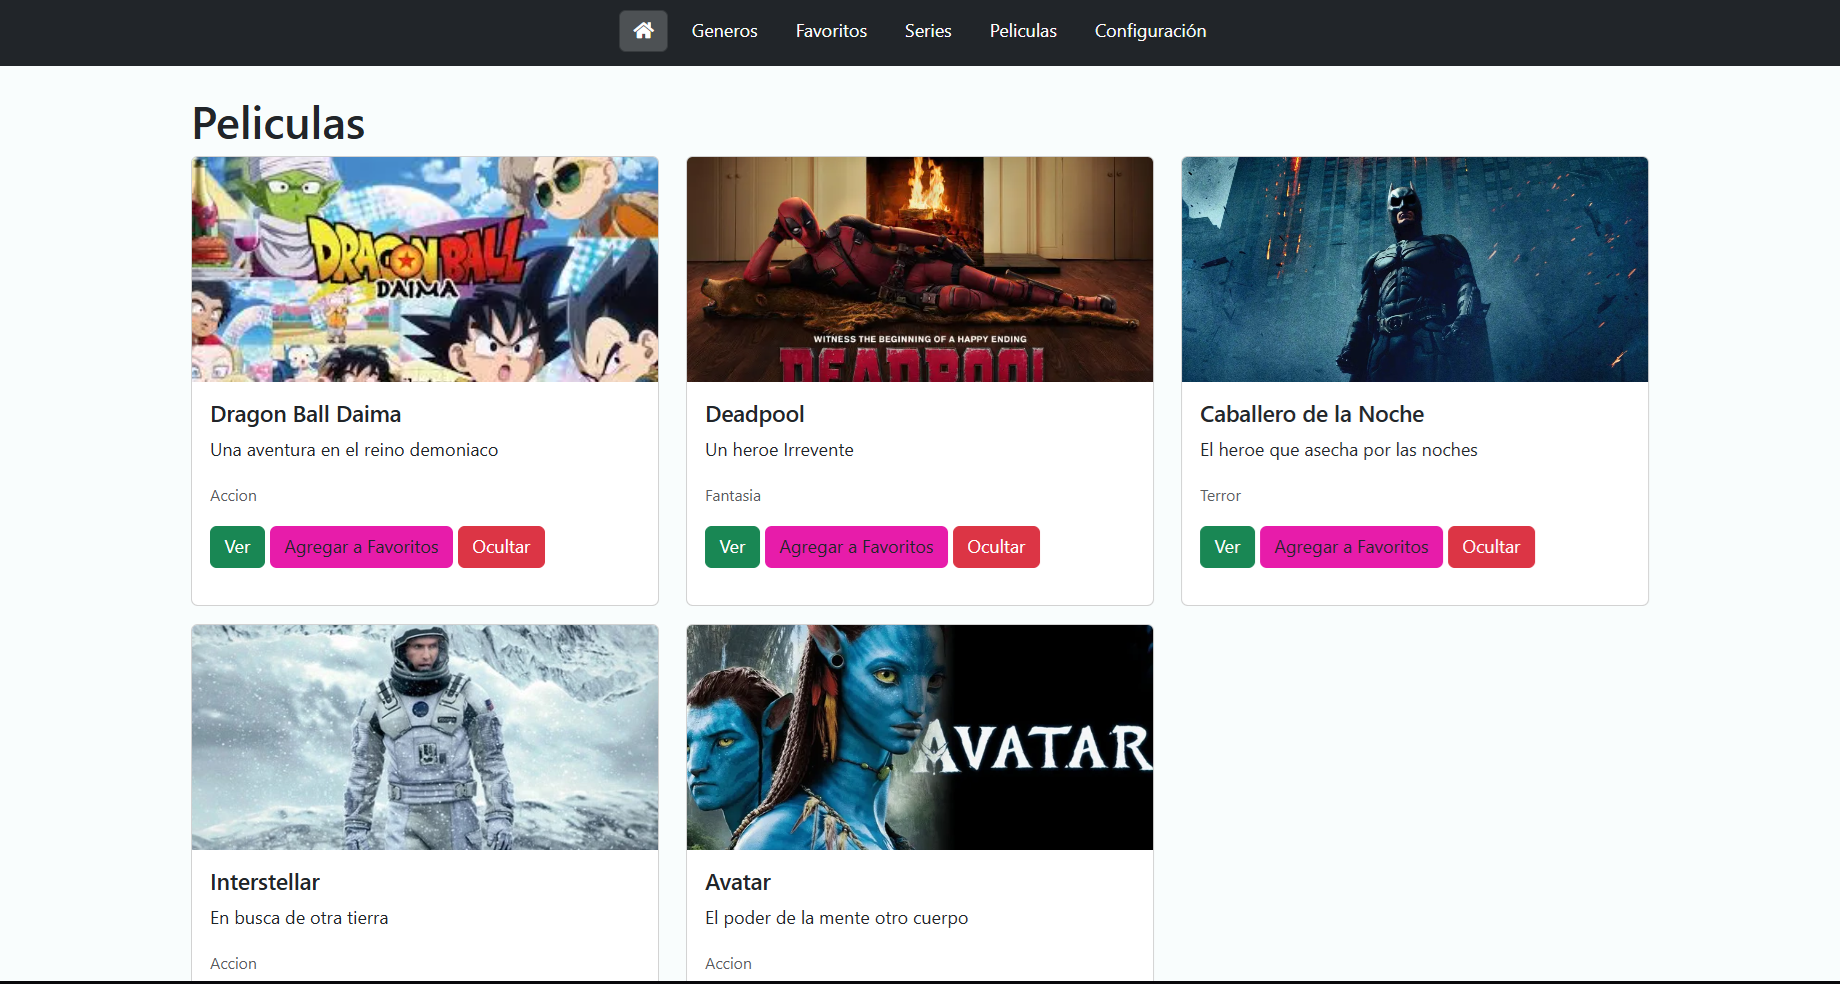 Generos Favoritos Series Peliculas Configuración
Peliculas
DRAGON BALL
DAIMA
WITNESS THE BEGINNING OF A HAPPY ENDING
DEADPOOL
Dragon Ball Daima
Una aventura en el reino demoniaco
Accion
Ver Agregar a Favoritos Ocultar
Deadpool
Un heroe Irrevente
Fantasia
Ver Agregar a Favoritos Ocultar
Caballero de la Noche
El heroe que asecha por las noches
Terror
Ver Agregar a Favoritos Ocultar
AVATAR
Interstellar
En busca de otra tierra
Accion
Avatar
El poder de la mente otro cuerpo
Accion